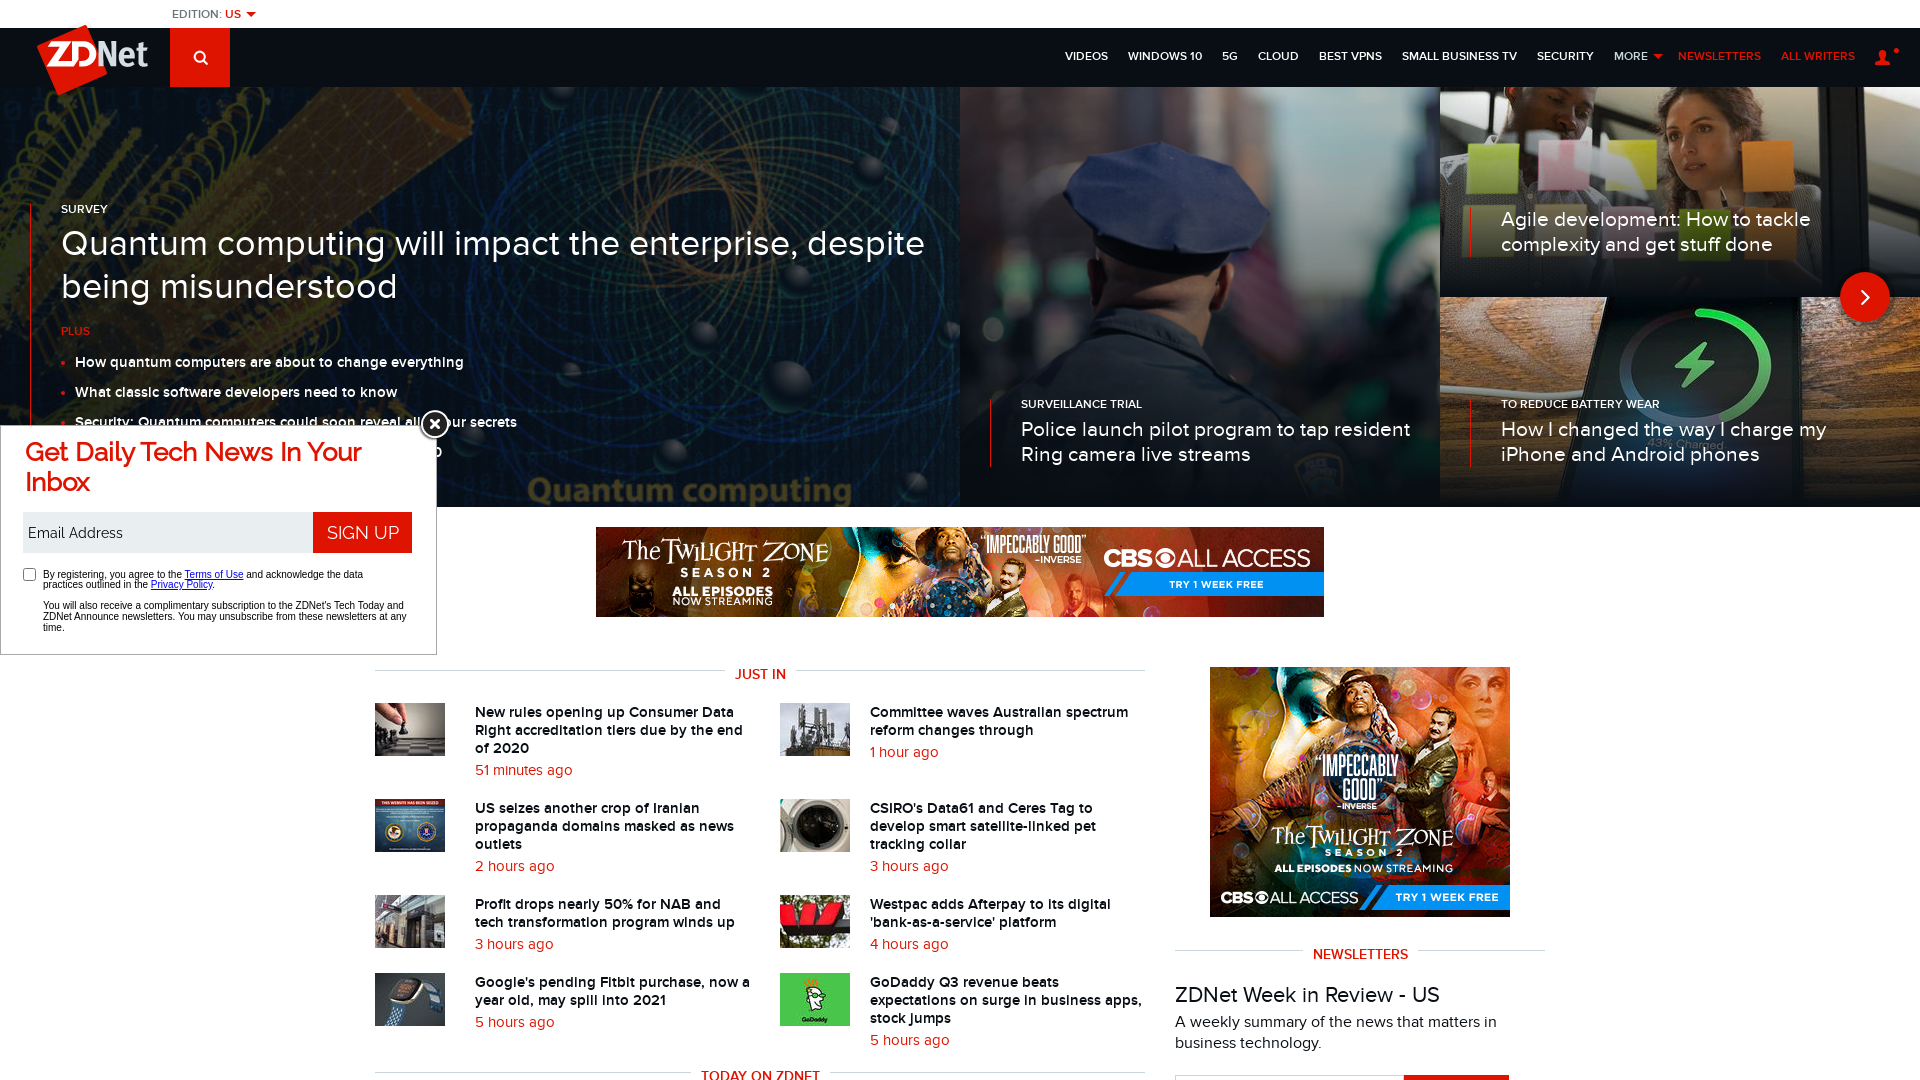 EDITION: US
ZDNet
VIDEOS WINDOWS 10 5G CLOUD BEST VPNS SMALL BUSINESS TV SECURITY MORE NEWSLETTERS ALL WRITERS
SURVEY
Quantum computing will impact the enterprise, despite
being misunderstood
PLUS
How quantum computers are about to change everything
What classic software developers need to know
Security: Quantum computers could soon reveal all
our secrets
Quantum computing
SURVEILLANCE TRIAL
Police launch pilot program to tap resident
Ring camera live streams
Agile development: How to tackle
complexity and get stuff done
TO REDUCE BATTERY WEAR
How I changed the way I charge my
iPhone and Android phones
43% Charged
Get Daily Tech News In Your
Inbox
Email Address
SIGN UP
By registering, you agree to the Terms of Use and acknowledge the data
practices outlined in the Privacy Policy.
You will also receive a complimentary subscription to the ZDNet's Tech Today and
ZDNet Announce newsletters. You may unsubscribe from these newsletters at any
time.
THE TWILIGHT ZONE
SEASON 2
ALL EPISODES
NOW STREAMING
"IMPECCABLY GOOD"
–INVERSE
CBS ALL ACCESS
TRY 1 WEEK FREE
JUST IN
New rules opening up Consumer Data
Right accreditation tiers due by the end
of 2020
51 minutes ago
Committee waves Australian spectrum
reform changes through
1 hour ago
THIS WEBSITE HAS BEEN SEIZED
US seizes another crop of Iranian
propaganda domains masked as news
outlets
2 hours ago
CSIRO's Data61 and Ceres Tag to
develop smart satellite-linked pet
tracking collar
3 hours ago
Profit drops nearly 50% for NAB and
tech transformation program winds up
3 hours ago
Westpac adds Afterpay to its digital
'bank-as-a-service' platform
4 hours ago
Google's pending Fitbit purchase, now a
year old, may spill into 2021
5 hours ago
GoDaddy
GoDaddy Q3 revenue beats
expectations on surge in business apps,
stock jumps
5 hours ago
TODAY ON ZDNET
"IMPECCABLY
GOOD"
–INVERSE
THE TWILIGHT ZONE
SEASON 2
ALL EPISODES NOW STREAMING
CBS ALL ACCESS
TRY 1 WEEK FREE
NEWSLETTERS
ZDNet Week in Review - US
A weekly summary of the news that matters in
business technology.